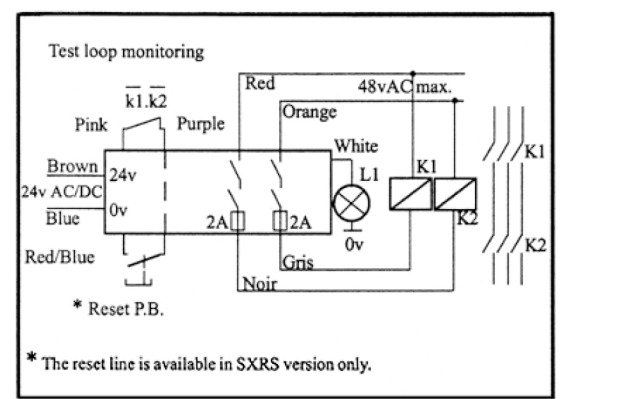 Test loop monitoring
Red
48vAC max.
k1.k2
Orange
Pink
Purple
White
Brown
24v
L1
K1
K1
24v AC/DC
Blue
0v
2A
2A
K2
0v
K2
Red/Blue
Gris
Noir
* Reset P.B.
* The reset line is available in SXRS version only.